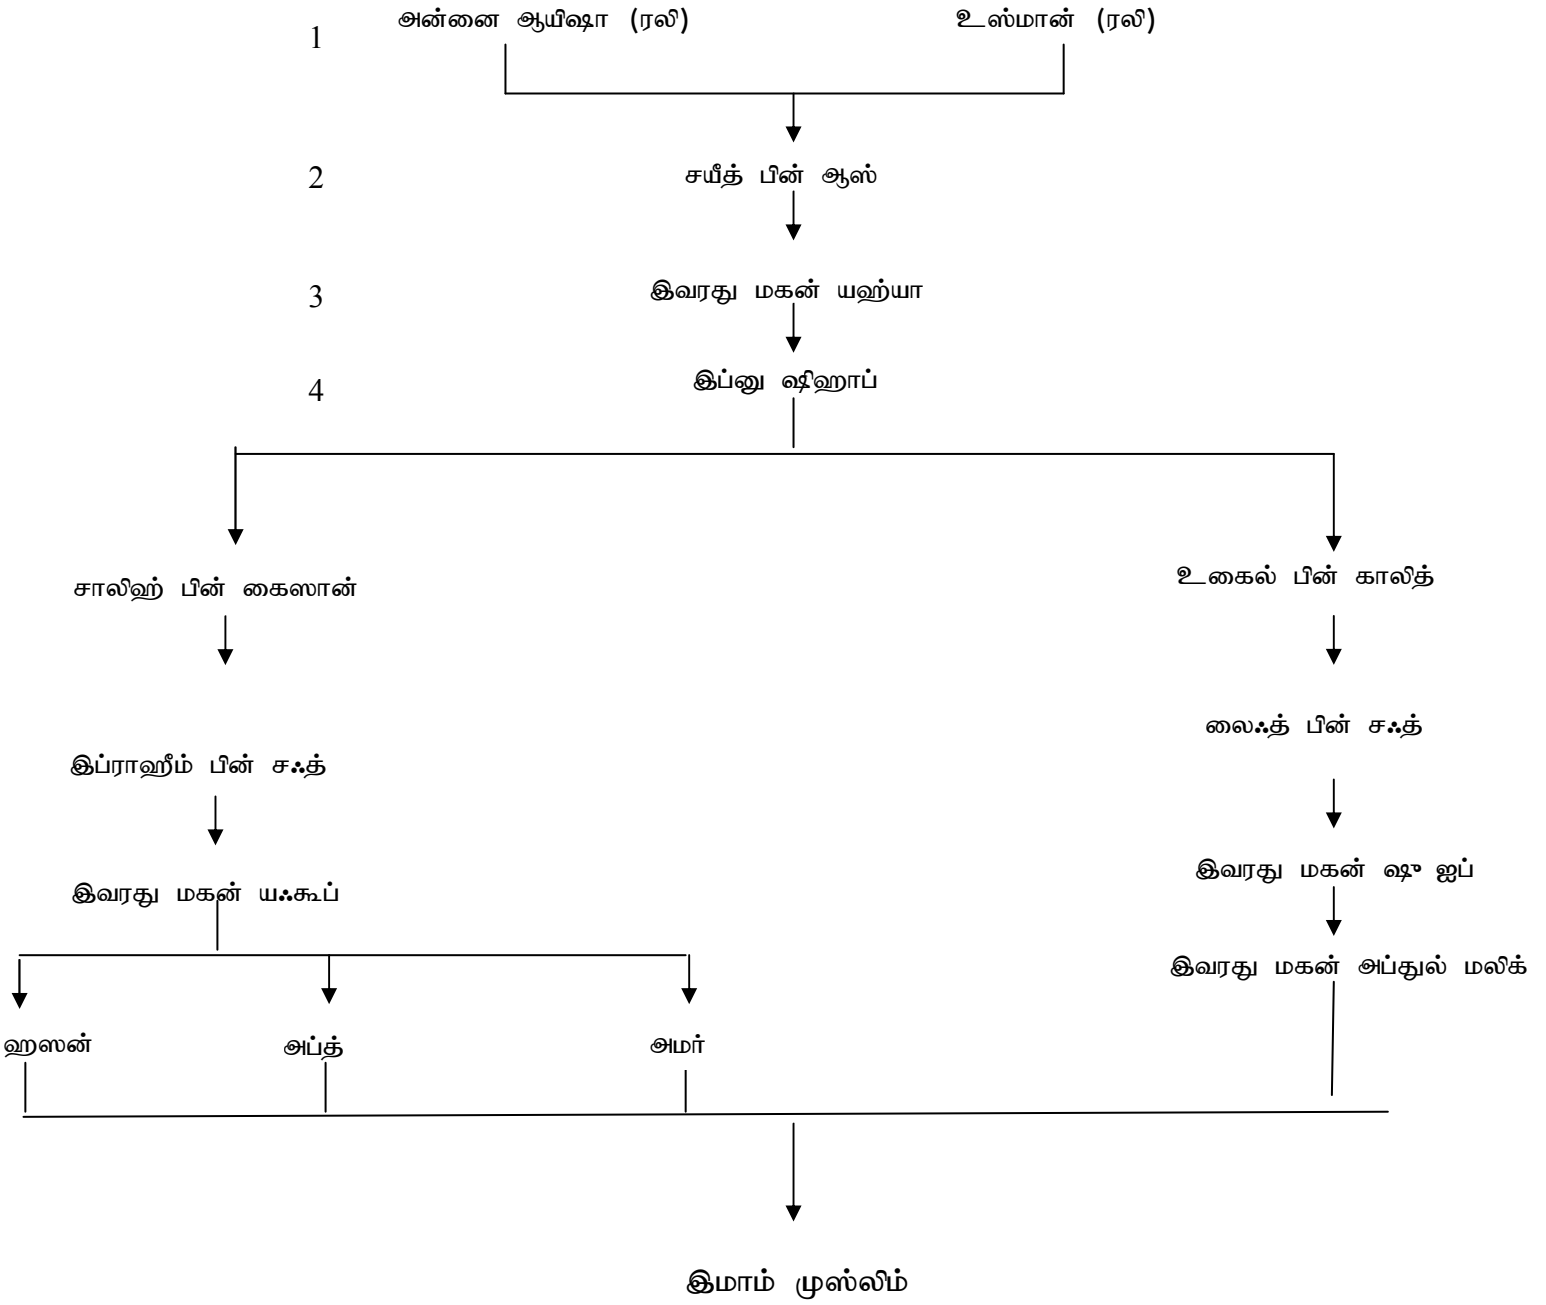 1 அன்னை ஆயிஷா (ரலி) உஸ்மான் (ரலி)
2 சயீத் பின் ஆஸ்
3 இவரது மகன் யஹ்யா
4 இப்னு ஷிஹாப்
சாலிஹ் பின் கைஸான் உகைல் பின் காலித்
லைஃத் பின் சஃத்
இப்ராஹீம் பின் சஃத்
இவரது மகன் ஷு ஐப்
இவரது மகன் யஃகூப்
இவரது மகன் அப்துல் மலிக்
ஹஸன் அப்த் அமர்
இமாம் முஸ்லிம்